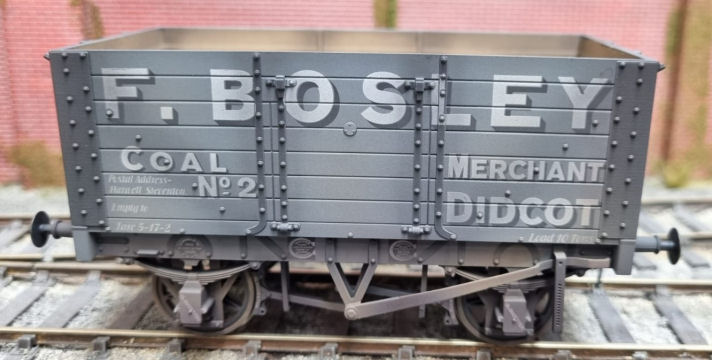 F. BOSLEY
COAL
MERCHANT
Postal Address-
Harwell Steventon
No 2
DIDCOT
Empty to
Tare 5-17-2
Load 10 Tons